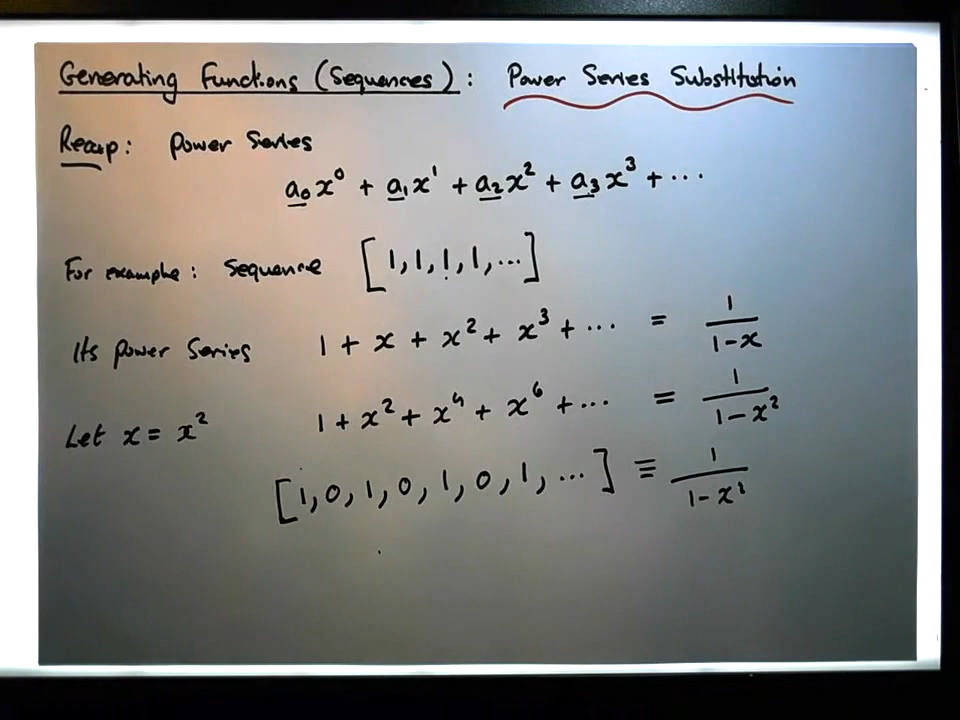 Generating Functions (Sequences): Power Series Substitution
Recap: Power Series
a₀x⁰ + a₁x¹ + a₂x² + a₃x³ + ···
For example: Sequence [1, 1, 1, 1, ...]
Its power Series 1 + x + x² + x³ + ··· = 1/(1-x)
Let x = x² 1 + x² + x⁴ + x⁶ + ··· = 1/(1-x²)
[1, 0, 1, 0, 1, 0, 1, ...] ≡ 1/(1-x²)